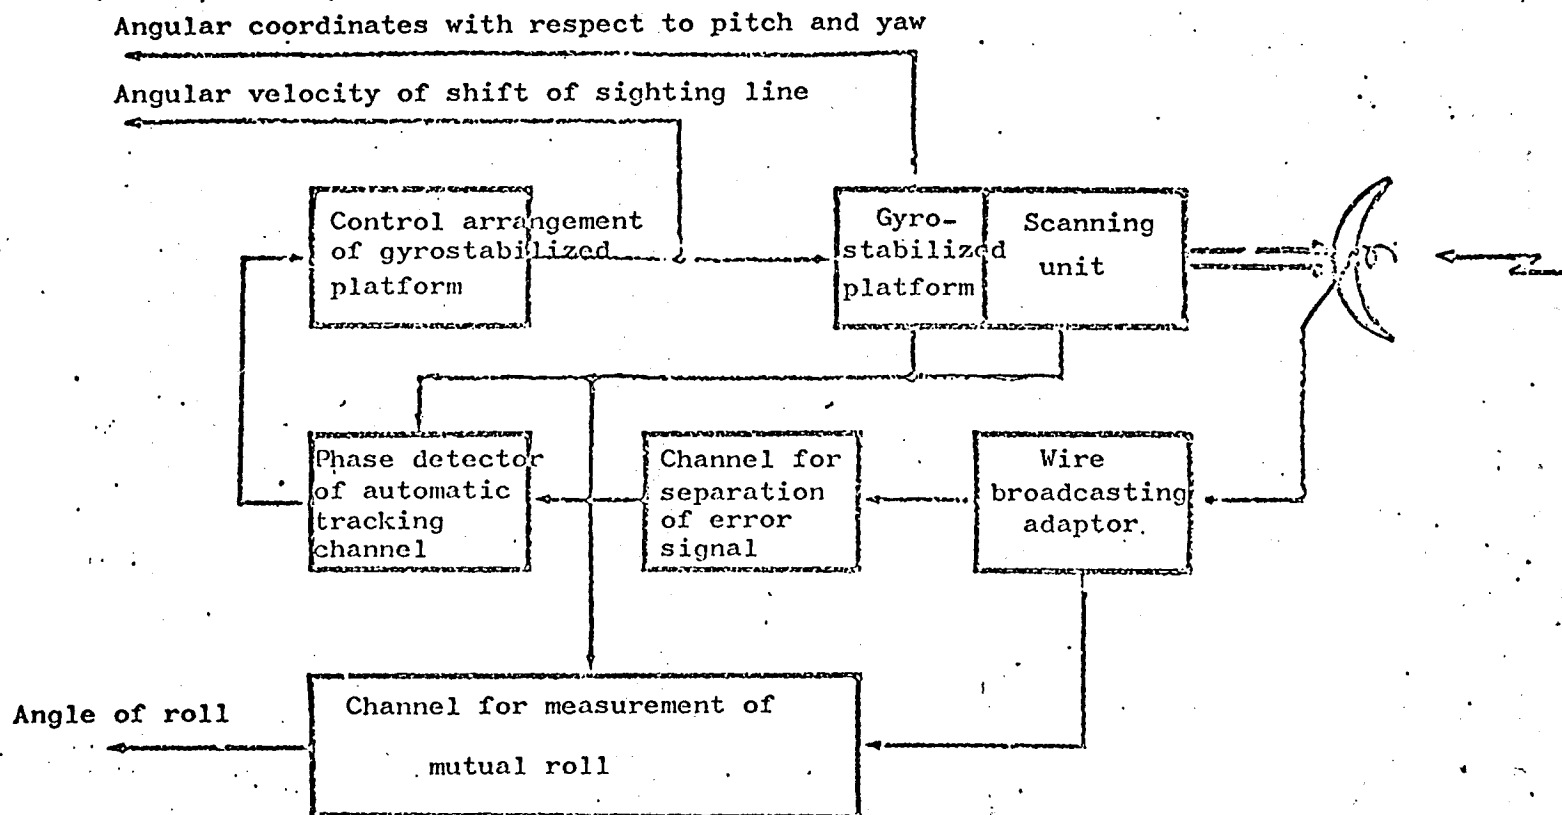 Angular coordinates with respect to pitch and yaw
Angular velocity of shift of sighting line
Control arrangement
of gyrostabilized
platform
Gyro-
stabilized
platform
Scanning
unit
Phase detector
of automatic
tracking
channel
Channel for
separation
of error
signal
Wire
broadcasting
adaptor.
Angle of roll
Channel for measurement of
mutual roll